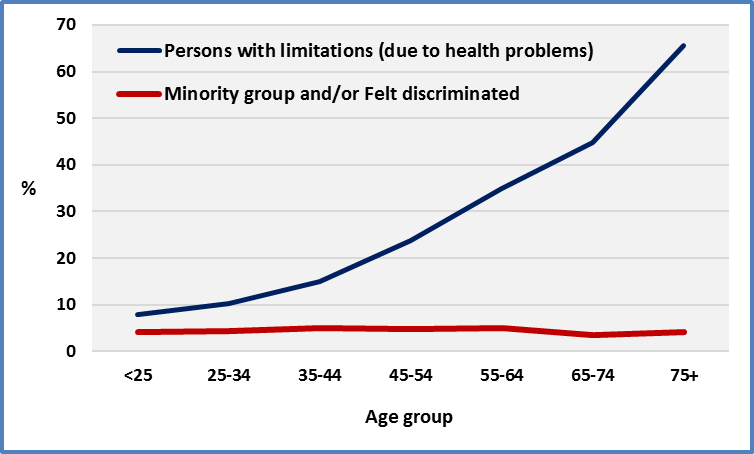 70
60
50
40
30
20
10
0
%
Persons with limitations (due to health problems)
Minority group and/or Felt discriminated
<25 25-34 35-44 45-54 55-64 65-74 75+
Age group